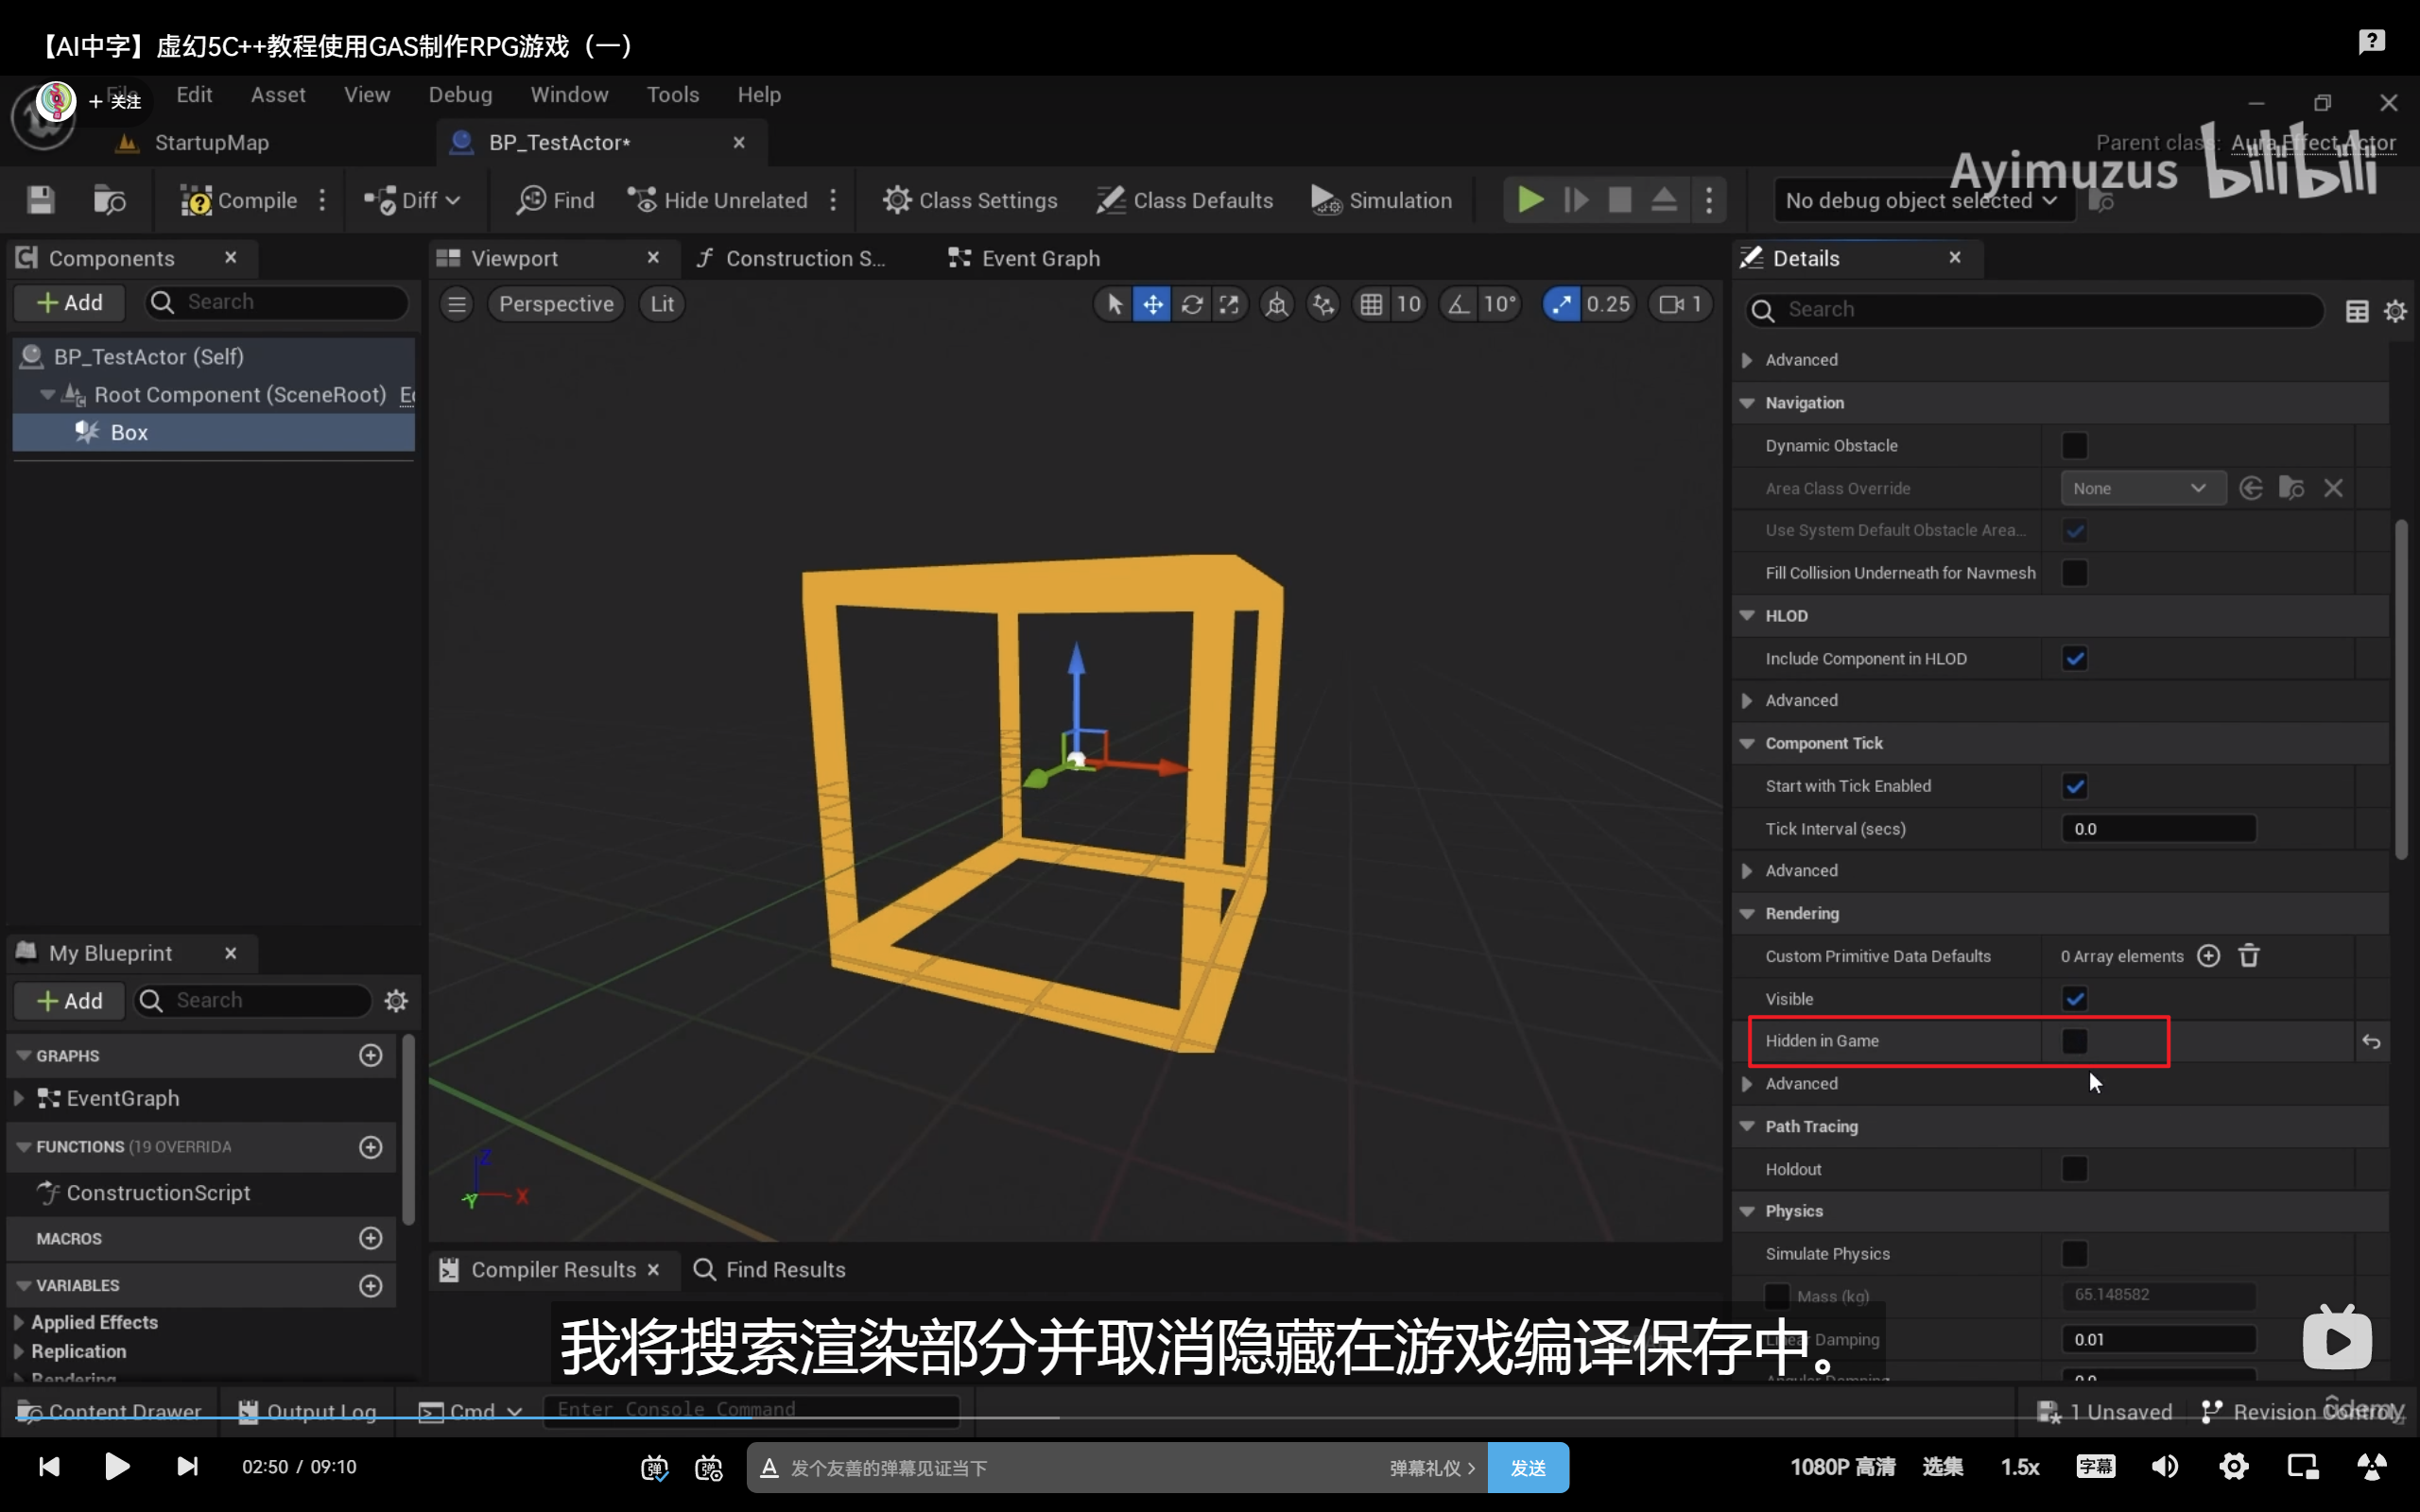 【AI中字】虚幻5C++教程使用GAS制作RPG游戏（一）
+ 关注
File Edit Asset View Debug Window Tools Help
StartupMap
BP_TestActor*
Parent class: Aura Effect Actor
Ayimuzus bilibili
Compile
Diff
Find
Hide Unrelated
Class Settings
Class Defaults
Simulation
No debug object selected
Components
Viewport
Construction S...
Event Graph
Details
Add
Search
Perspective
Lit
10
10°
0.25
1
Search
BP_TestActor (Self)
Root Component (SceneRoot)
Box
Advanced
Navigation
Dynamic Obstacle
Area Class Override
None
Use System Default Obstacle Area...
Fill Collision Underneath for Navmesh
HLOD
Include Component in HLOD
Advanced
Component Tick
Start with Tick Enabled
Tick Interval (secs)
0.0
Advanced
Rendering
Custom Primitive Data Defaults
0 Array elements
Visible
Hidden in Game
Advanced
Path Tracing
Holdout
Physics
Simulate Physics
Mass (kg)
65.148582
Damping
0.01
Angular Damping
0.0
My Blueprint
Add
Search
GRAPHS
EventGraph
FUNCTIONS (19 OVERRIDA
ConstructionScript
MACROS
VARIABLES
Applied Effects
Replication
Rendering
Z
Y
X
Compiler Results
Find Results
我将搜索渲染部分并取消隐藏在游戏编译保存中。
Content Drawer
Output Log
Cmd
Enter Console Command
1 Unsaved
Revision Control
ûdemy
02:50 / 09:10
弹
弹
发个友善的弹幕见证当下
弹幕礼仪 >
发送
1080P 高清
选集
1.5x
字幕